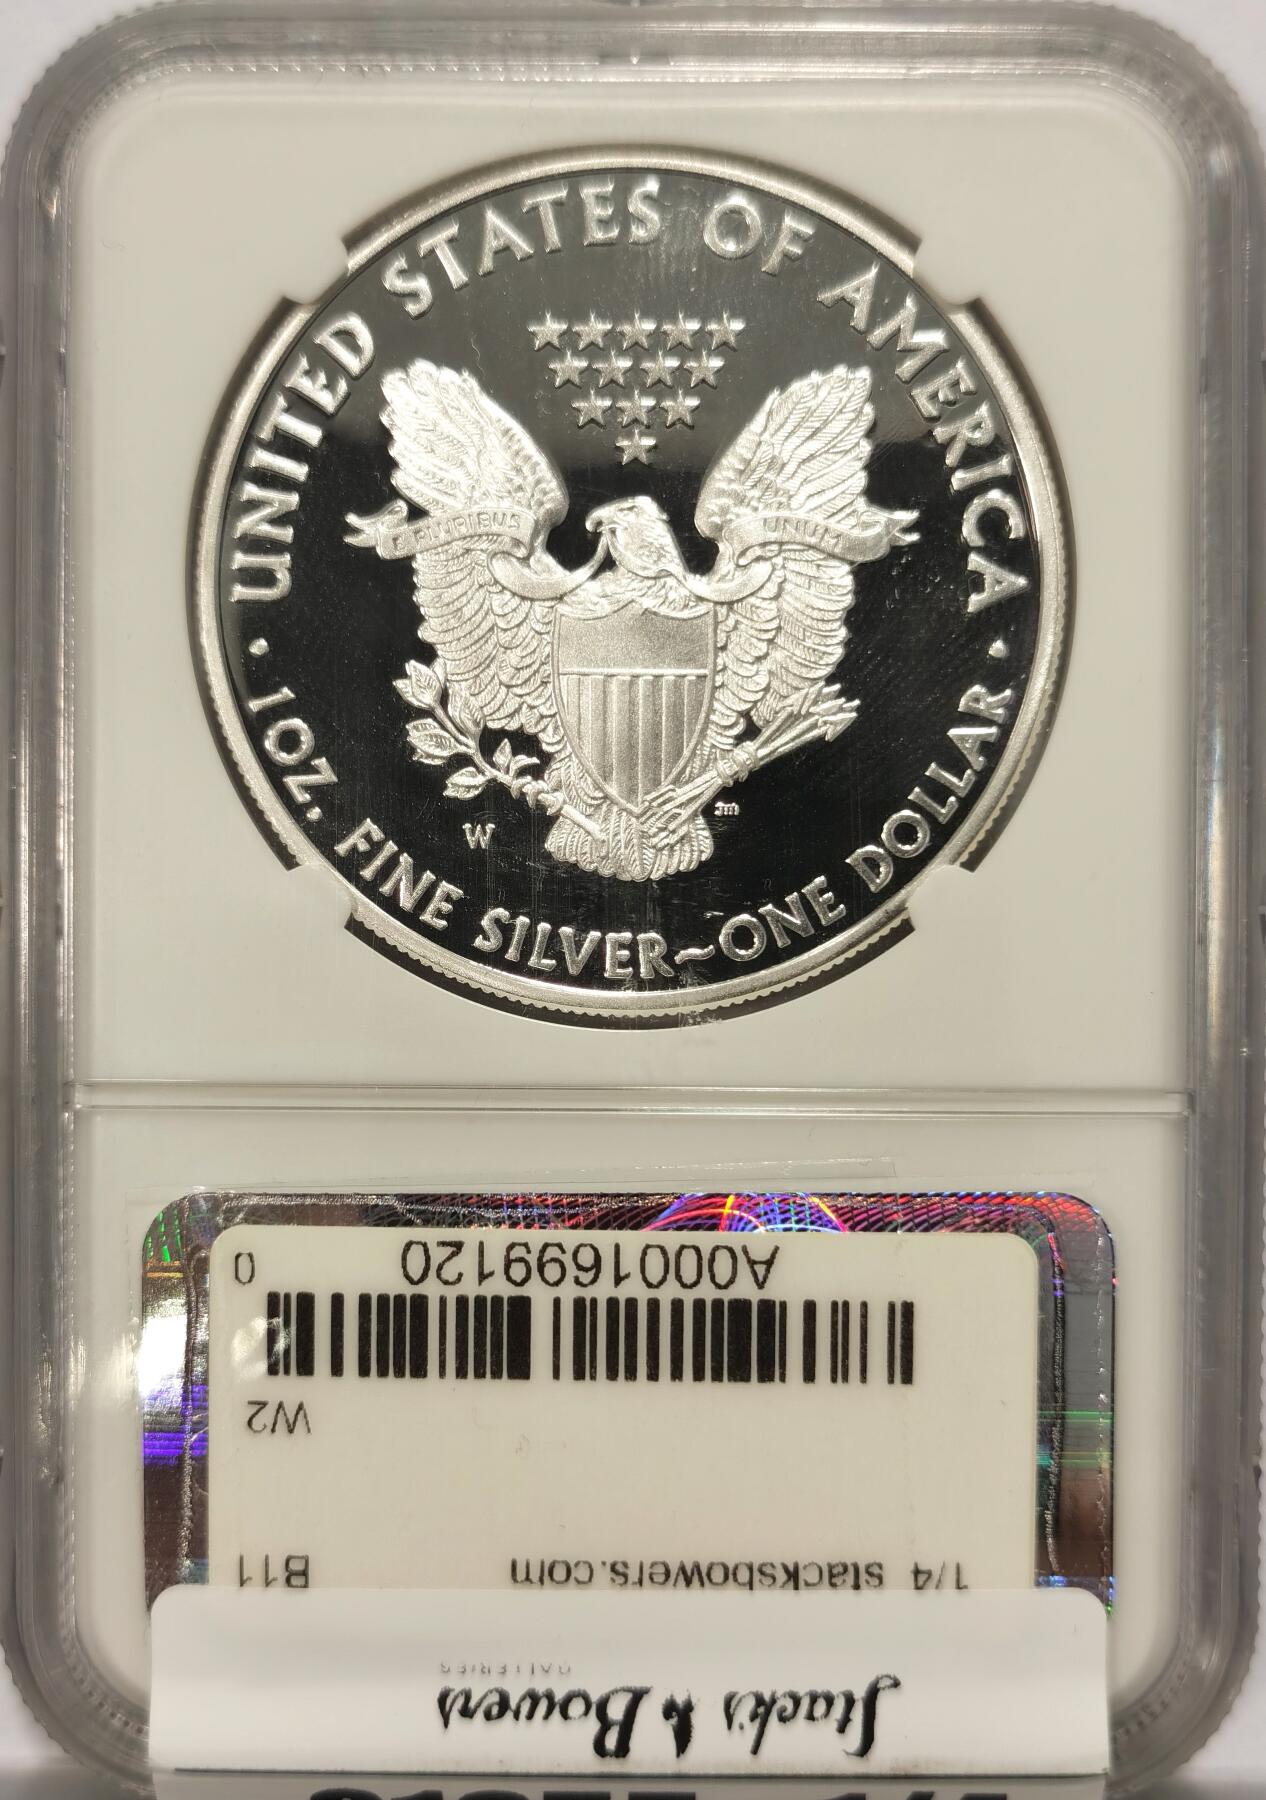 UNITED STATES OF AMERICA
PLURIBUS UNUM
W
JM
· 1 OZ. FINE SILVER~ONE DOLLAR ·
A0001699120
0
W2
1/4 stacksbowers.com B11
Stack's Bowers
GALLERIES